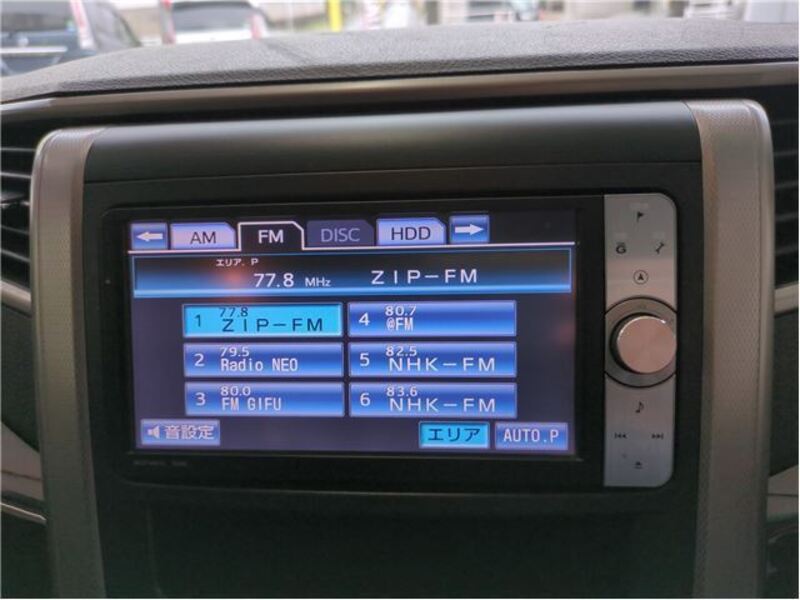 AM FM DISC HDD
エリア.P
77.8 MHz ZIP-FM
1 77.8 ZIP-FM
4 80.7 @FM
2 79.5 Radio NEO
5 82.5 NHK-FM
3 80.0 FM GIFU
6 83.6 NHK-FM
音設定 エリア AUTO.P
G